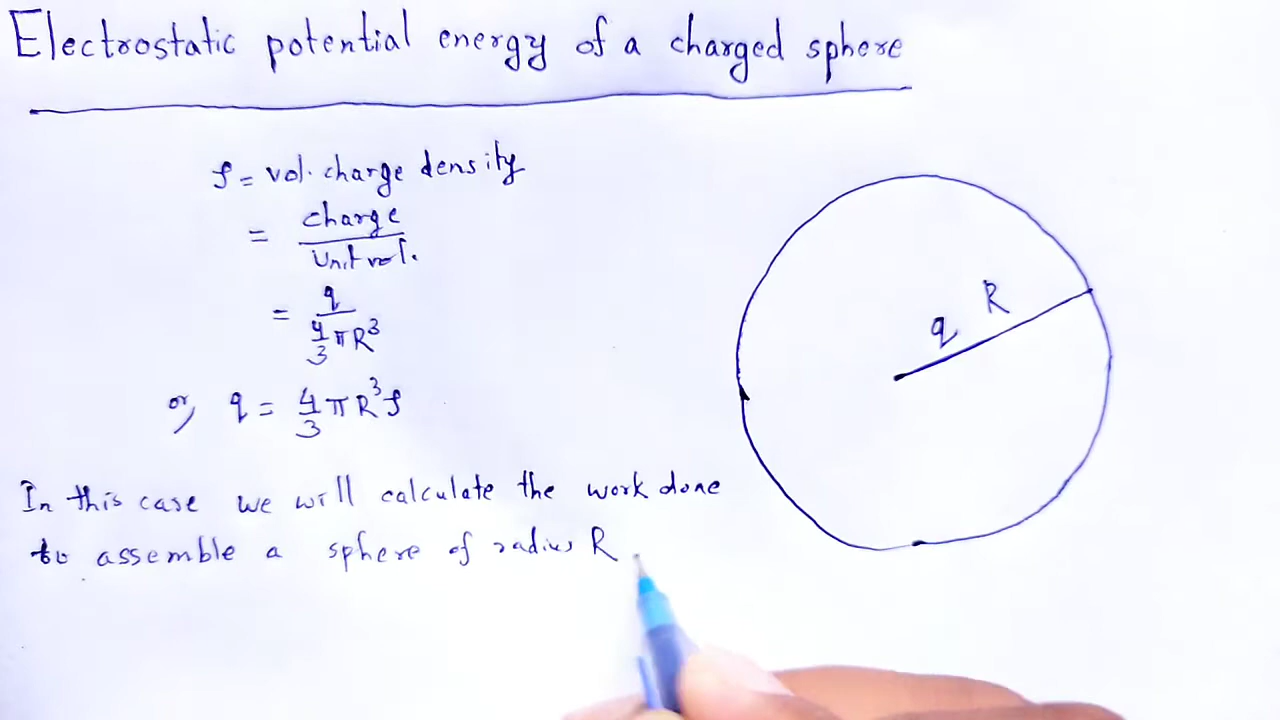 Electrostatic potential energy of a charged sphere
ρ = vol. charge density
= charge / Unit vol.
= q / 4/3 π R³
or, q = 4/3 π R³ ρ
q R
In this case we will calculate the work done
to assemble a sphere of radius R